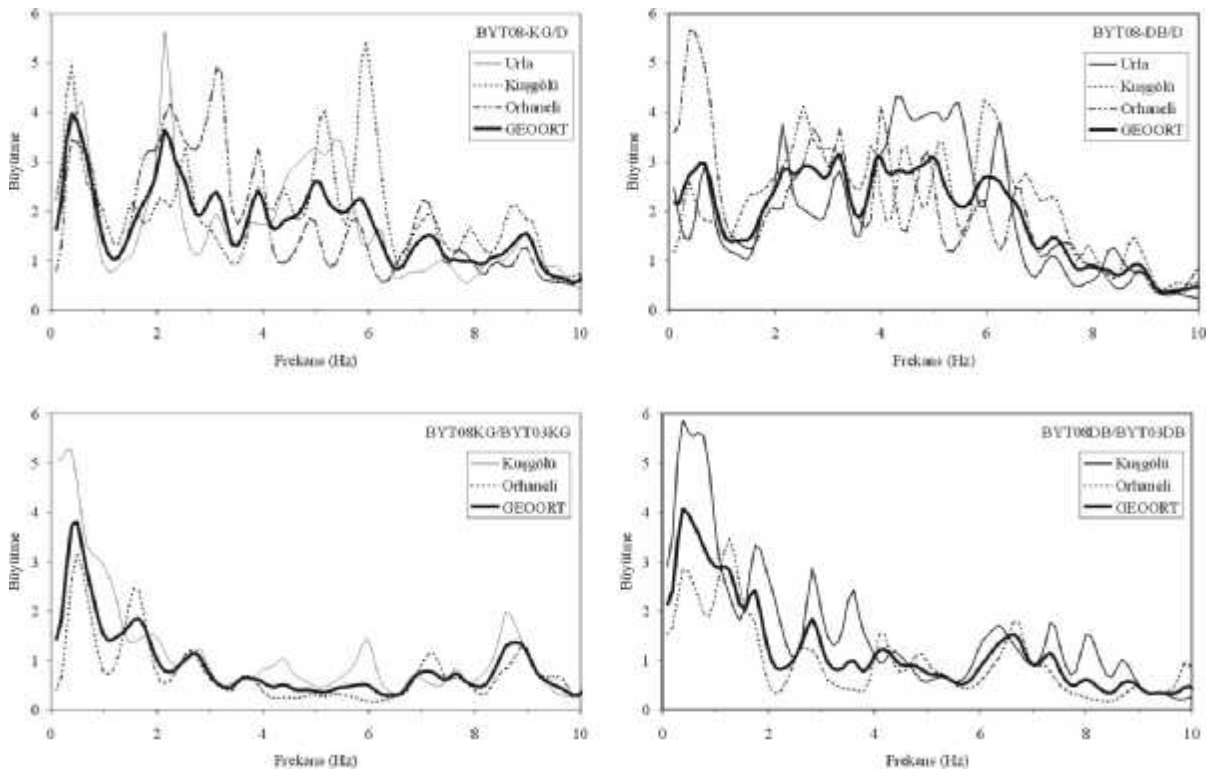 BYT08-KG/D
Urla
Kuşgölü
Orhaneli
GEOORT
Büyütme
6
5
4
3
2
1
0
0 2 4 6 8 10
Frekans (Hz)
BYT08-DB/D
Urla
Kuşgölü
Orhaneli
GEOORT
Büyütme
6
5
4
3
2
1
0
0 2 4 6 8 10
Frekans (Hz)
BYT08KG/BYT03KG
Kuşgölü
Orhaneli
GEOORT
Büyütme
6
5
4
3
2
1
0
0 2 4 6 8 10
Frekans (Hz)
BYT08DB/BYT03DB
Kuşgölü
Orhaneli
GEOORT
Büyütme
6
5
4
3
2
1
0
0 2 4 6 8 10
Frekans (Hz)